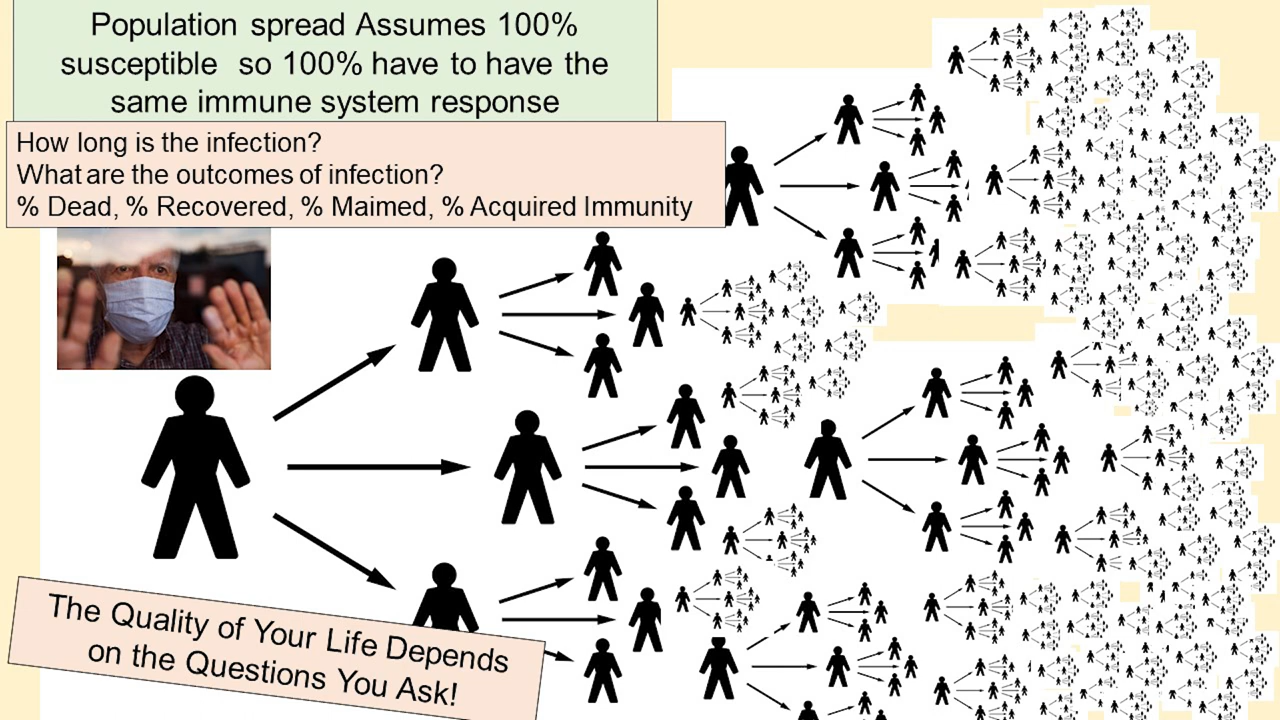 Population spread Assumes 100%
susceptible so 100% have to have the
same immune system response
How long is the infection?
What are the outcomes of infection?
% Dead, % Recovered, % Maimed, % Acquired Immunity
The Quality of Your Life Depends
on the Questions You Ask!